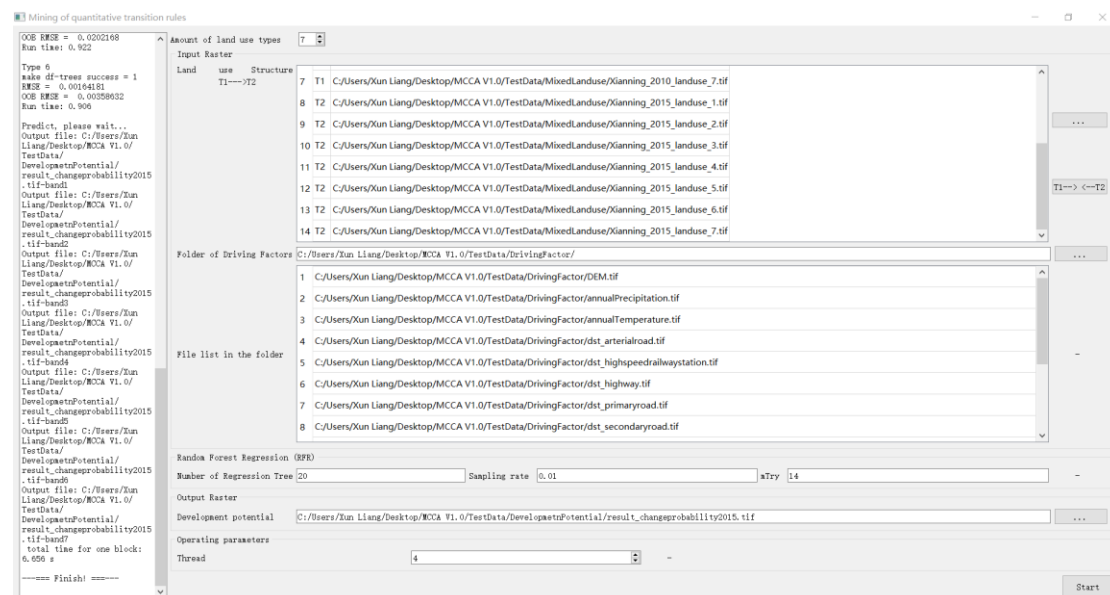 Mining of quantitative transition rules
OOB RMSE = 0.0202168
Run time: 0.922
Type 6
make df-trees success = 1
RMSE = 0.00164181
OOB RMSE = 0.00358632
Run time: 0.906
Predict, please wait...
Output file: C:/Users/Xun
Liang/Desktop/MCCA V1.0/
TestData/
DevelopmetnPotential/
result_changeprobability2015
.tif-band1
Output file: C:/Users/Xun
Liang/Desktop/MCCA V1.0/
TestData/
DevelopmetnPotential/
result_changeprobability2015
.tif-band2
Output file: C:/Users/Xun
Liang/Desktop/MCCA V1.0/
TestData/
DevelopmetnPotential/
result_changeprobability2015
.tif-band3
Output file: C:/Users/Xun
Liang/Desktop/MCCA V1.0/
TestData/
DevelopmetnPotential/
result_changeprobability2015
.tif-band4
Output file: C:/Users/Xun
Liang/Desktop/MCCA V1.0/
TestData/
DevelopmetnPotential/
result_changeprobability2015
.tif-band5
Output file: C:/Users/Xun
Liang/Desktop/MCCA V1.0/
TestData/
DevelopmetnPotential/
result_changeprobability2015
.tif-band6
Output file: C:/Users/Xun
Liang/Desktop/MCCA V1.0/
TestData/
DevelopmetnPotential/
result_changeprobability2015
.tif-band7
total time for one block:
6.656 s
---=== Finish! ===---
Amount of land use types 7
Input Raster
Land use Structure
T1--->T2
7 T1 C:/Users/Xun Liang/Desktop/MCCA V1.0/TestData/MixedLanduse/Xianning_2010_landuse_7.tif
8 T2 C:/Users/Xun Liang/Desktop/MCCA V1.0/TestData/MixedLanduse/Xianning_2015_landuse_1.tif
9 T2 C:/Users/Xun Liang/Desktop/MCCA V1.0/TestData/MixedLanduse/Xianning_2015_landuse_2.tif
10 T2 C:/Users/Xun Liang/Desktop/MCCA V1.0/TestData/MixedLanduse/Xianning_2015_landuse_3.tif
11 T2 C:/Users/Xun Liang/Desktop/MCCA V1.0/TestData/MixedLanduse/Xianning_2015_landuse_4.tif
12 T2 C:/Users/Xun Liang/Desktop/MCCA V1.0/TestData/MixedLanduse/Xianning_2015_landuse_5.tif
13 T2 C:/Users/Xun Liang/Desktop/MCCA V1.0/TestData/MixedLanduse/Xianning_2015_landuse_6.tif
14 T2 C:/Users/Xun Liang/Desktop/MCCA V1.0/TestData/MixedLanduse/Xianning_2015_landuse_7.tif
...
T1--> <--T2
Folder of Driving Factors C:/Users/Xun Liang/Desktop/MCCA V1.0/TestData/DrivingFactor/ ...
File list in the folder
1 C:/Users/Xun Liang/Desktop/MCCA V1.0/TestData/DrivingFactor/DEM.tif
2 C:/Users/Xun Liang/Desktop/MCCA V1.0/TestData/DrivingFactor/annualPrecipitation.tif
3 C:/Users/Xun Liang/Desktop/MCCA V1.0/TestData/DrivingFactor/annualTemperature.tif
4 C:/Users/Xun Liang/Desktop/MCCA V1.0/TestData/DrivingFactor/dst_arterialroad.tif
5 C:/Users/Xun Liang/Desktop/MCCA V1.0/TestData/DrivingFactor/dst_highspeedrailwaystation.tif
6 C:/Users/Xun Liang/Desktop/MCCA V1.0/TestData/DrivingFactor/dst_highway.tif
7 C:/Users/Xun Liang/Desktop/MCCA V1.0/TestData/DrivingFactor/dst_primaryroad.tif
8 C:/Users/Xun Liang/Desktop/MCCA V1.0/TestData/DrivingFactor/dst_secondaryroad.tif
-
Random Forest Regression (RFR)
Number of Regression Tree 20 Sampling rate 0.01 mTry 14 -
Output Raster
Development potential C:/Users/Xun Liang/Desktop/MCCA V1.0/TestData/DevelopmetnPotential/result_changeprobability2015.tif ...
Operating parameters
Thread 4 -
Start